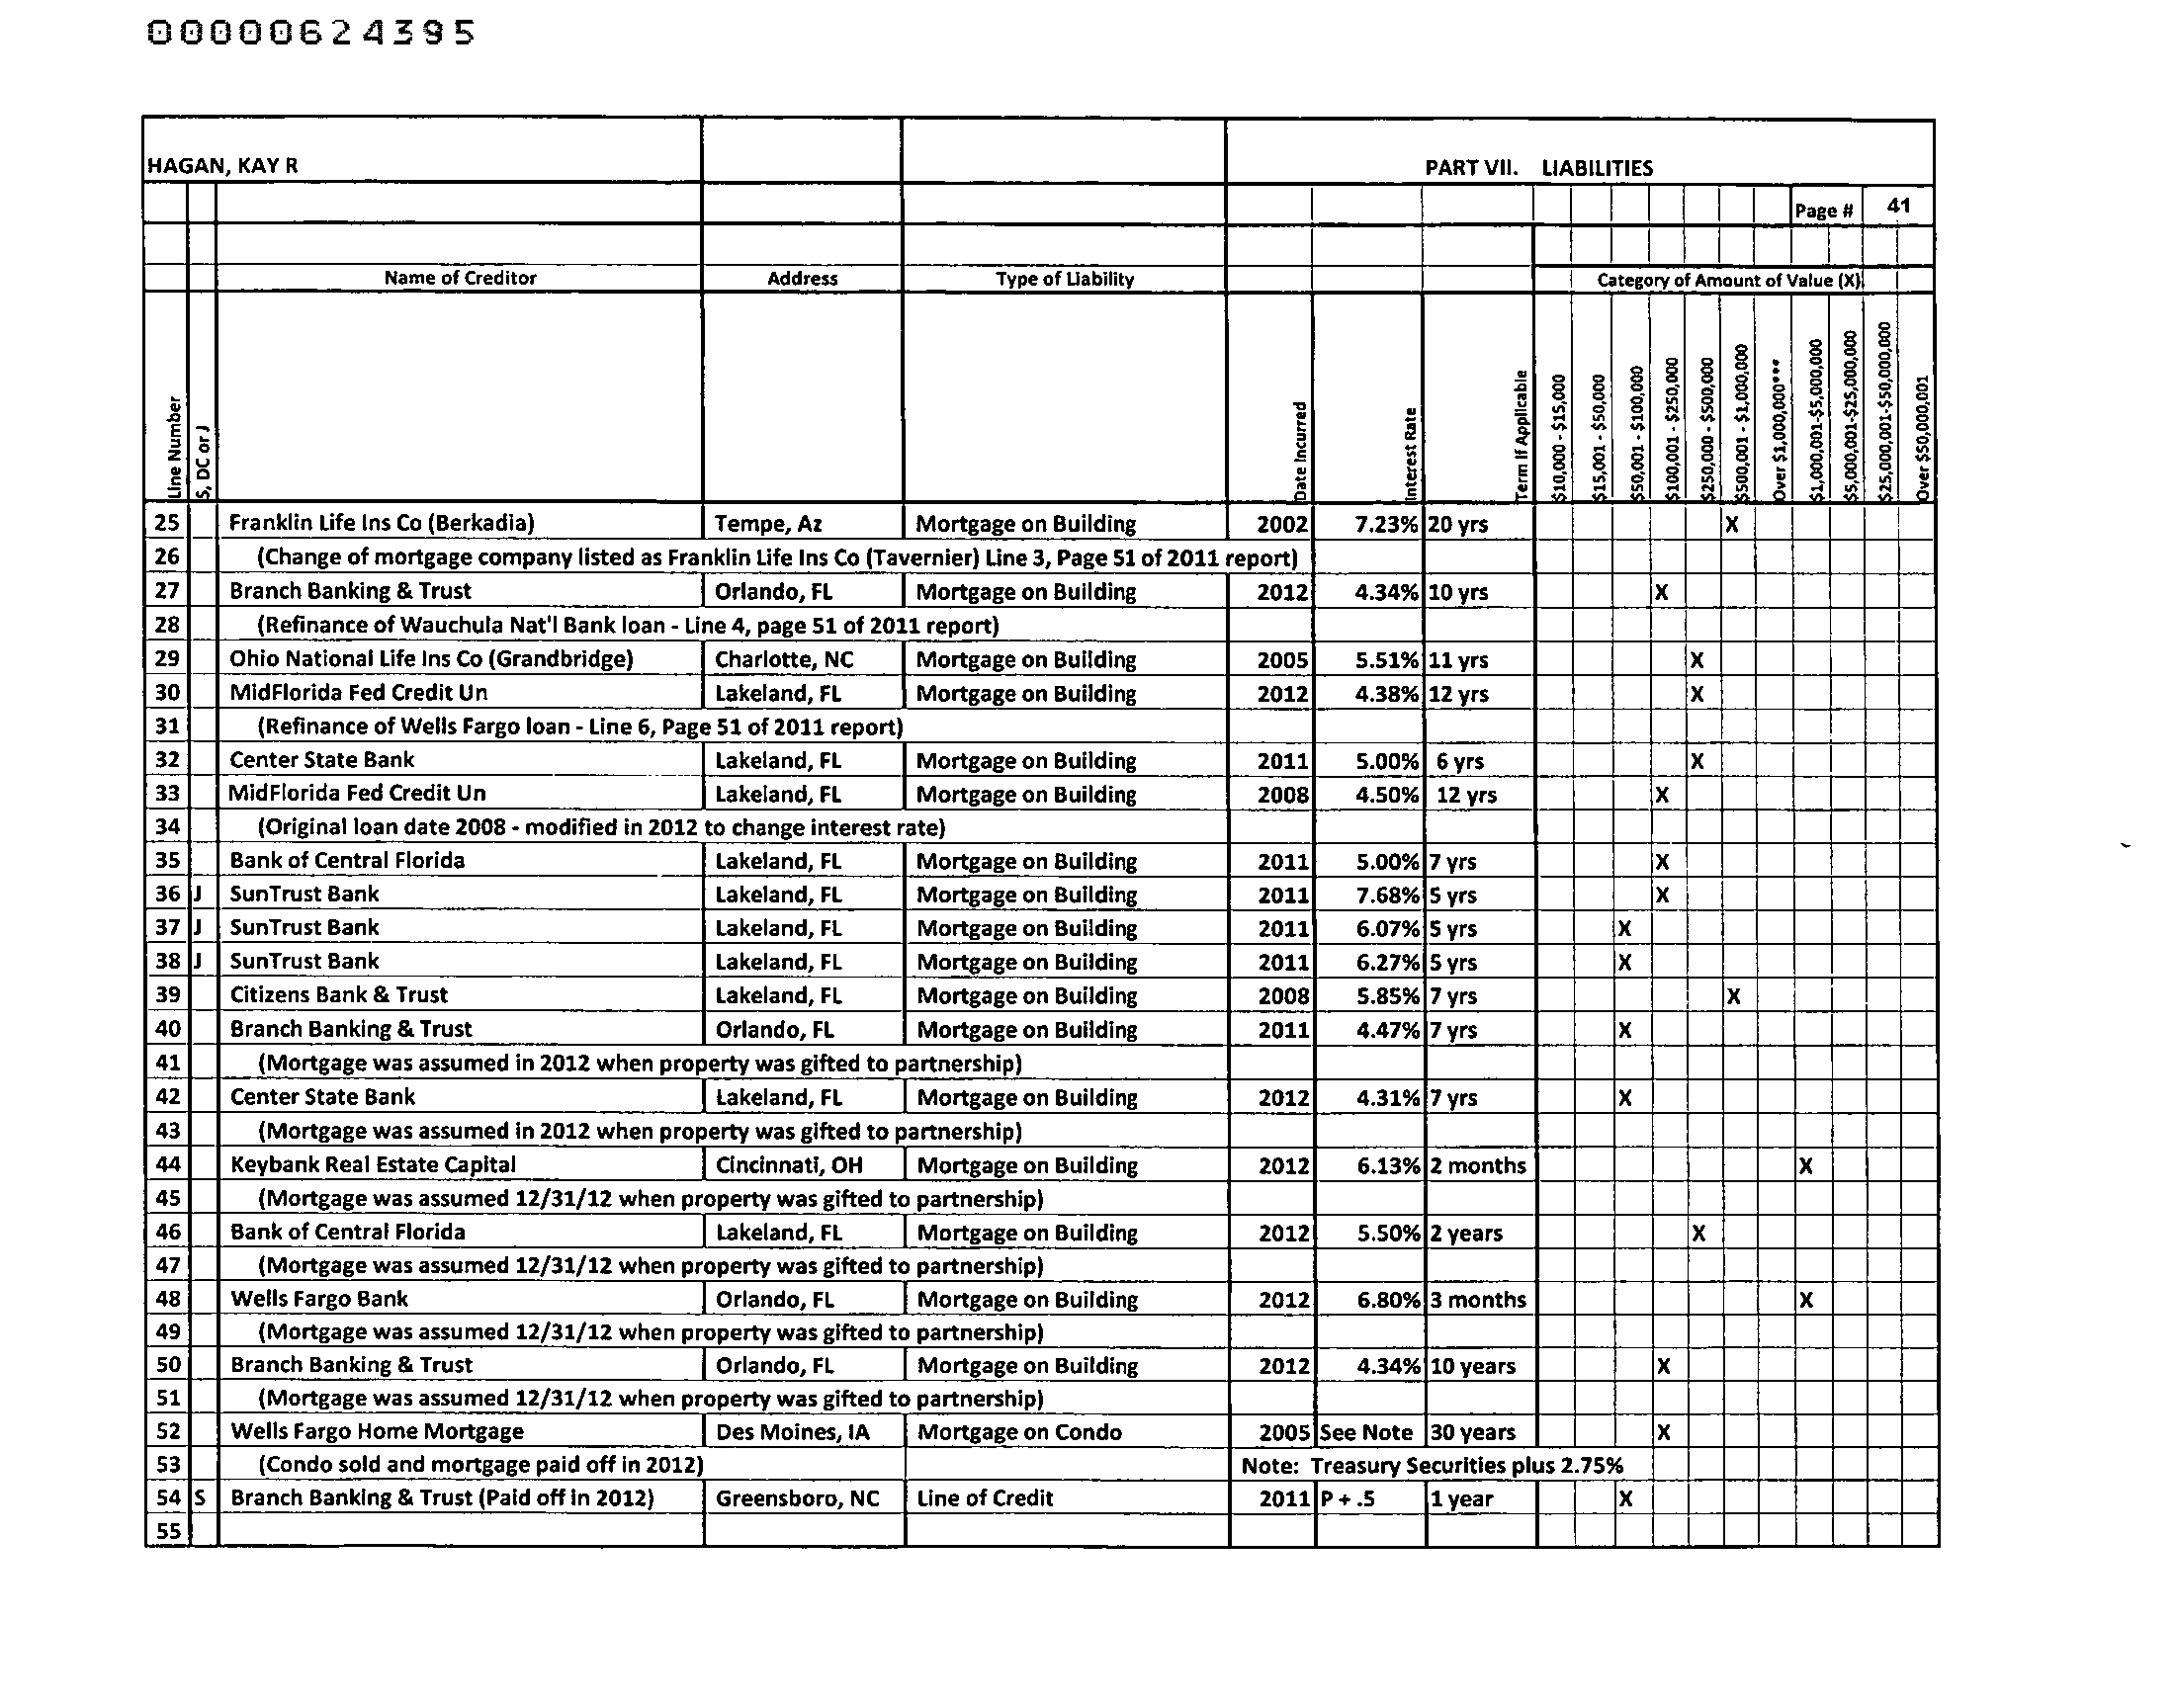 00000624395
HAGAN, KAY R PART VII. LIABILITIES
Page # 41
Name of Creditor Address Type of Liability Category of Amount of Value (X)
Line Number S, DC or J Date Incurred Interest Rate Term If Applicable $10,000 - $15,000 $15,001 - $50,000 $50,001 - $100,000 $100,001 - $250,000 $250,000 - $500,000 $500,001 - $1,000,000 Over $1,000,000*** $1,000,001-$5,000,000 $5,000,001-$25,000,000 $25,000,001-$50,000,000 Over $50,000,001
25 Franklin Life Ins Co (Berkadia) Tempe, Az Mortgage on Building 2002 7.23% 20 yrs X
26 (Change of mortgage company listed as Franklin Life Ins Co (Tavernier) Line 3, Page 51 of 2011 report)
27 Branch Banking & Trust Orlando, FL Mortgage on Building 2012 4.34% 10 yrs X
28 (Refinance of Wauchula Nat'l Bank loan - Line 4, page 51 of 2011 report)
29 Ohio National Life Ins Co (Grandbridge) Charlotte, NC Mortgage on Building 2005 5.51% 11 yrs X
30 MidFlorida Fed Credit Un Lakeland, FL Mortgage on Building 2012 4.38% 12 yrs X
31 (Refinance of Wells Fargo loan - Line 6, Page 51 of 2011 report)
32 Center State Bank Lakeland, FL Mortgage on Building 2011 5.00% 6 yrs X
33 MidFlorida Fed Credit Un Lakeland, FL Mortgage on Building 2008 4.50% 12 yrs X
34 (Original loan date 2008 - modified in 2012 to change interest rate)
35 Bank of Central Florida Lakeland, FL Mortgage on Building 2011 5.00% 7 yrs X
36 J SunTrust Bank Lakeland, FL Mortgage on Building 2011 7.68% 5 yrs X
37 J SunTrust Bank Lakeland, FL Mortgage on Building 2011 6.07% 5 yrs X
38 J SunTrust Bank Lakeland, FL Mortgage on Building 2011 6.27% 5 yrs X
39 Citizens Bank & Trust Lakeland, FL Mortgage on Building 2008 5.85% 7 yrs X
40 Branch Banking & Trust Orlando, FL Mortgage on Building 2011 4.47% 7 yrs X
41 (Mortgage was assumed in 2012 when property was gifted to partnership)
42 Center State Bank Lakeland, FL Mortgage on Building 2012 4.31% 7 yrs X
43 (Mortgage was assumed in 2012 when property was gifted to partnership)
44 Keybank Real Estate Capital Cincinnati, OH Mortgage on Building 2012 6.13% 2 months X
45 (Mortgage was assumed 12/31/12 when property was gifted to partnership)
46 Bank of Central Florida Lakeland, FL Mortgage on Building 2012 5.50% 2 years X
47 (Mortgage was assumed 12/31/12 when property was gifted to partnership)
48 Wells Fargo Bank Orlando, FL Mortgage on Building 2012 6.80% 3 months X
49 (Mortgage was assumed 12/31/12 when property was gifted to partnership)
50 Branch Banking & Trust Orlando, FL Mortgage on Building 2012 4.34% 10 years X
51 (Mortgage was assumed 12/31/12 when property was gifted to partnership)
52 Wells Fargo Home Mortgage Des Moines, IA Mortgage on Condo 2005 See Note 30 years X
53 (Condo sold and mortgage paid off in 2012) Note: Treasury Securities plus 2.75%
54 S Branch Banking & Trust (Paid off in 2012) Greensboro, NC Line of Credit 2011 P + .5 1 year X
55